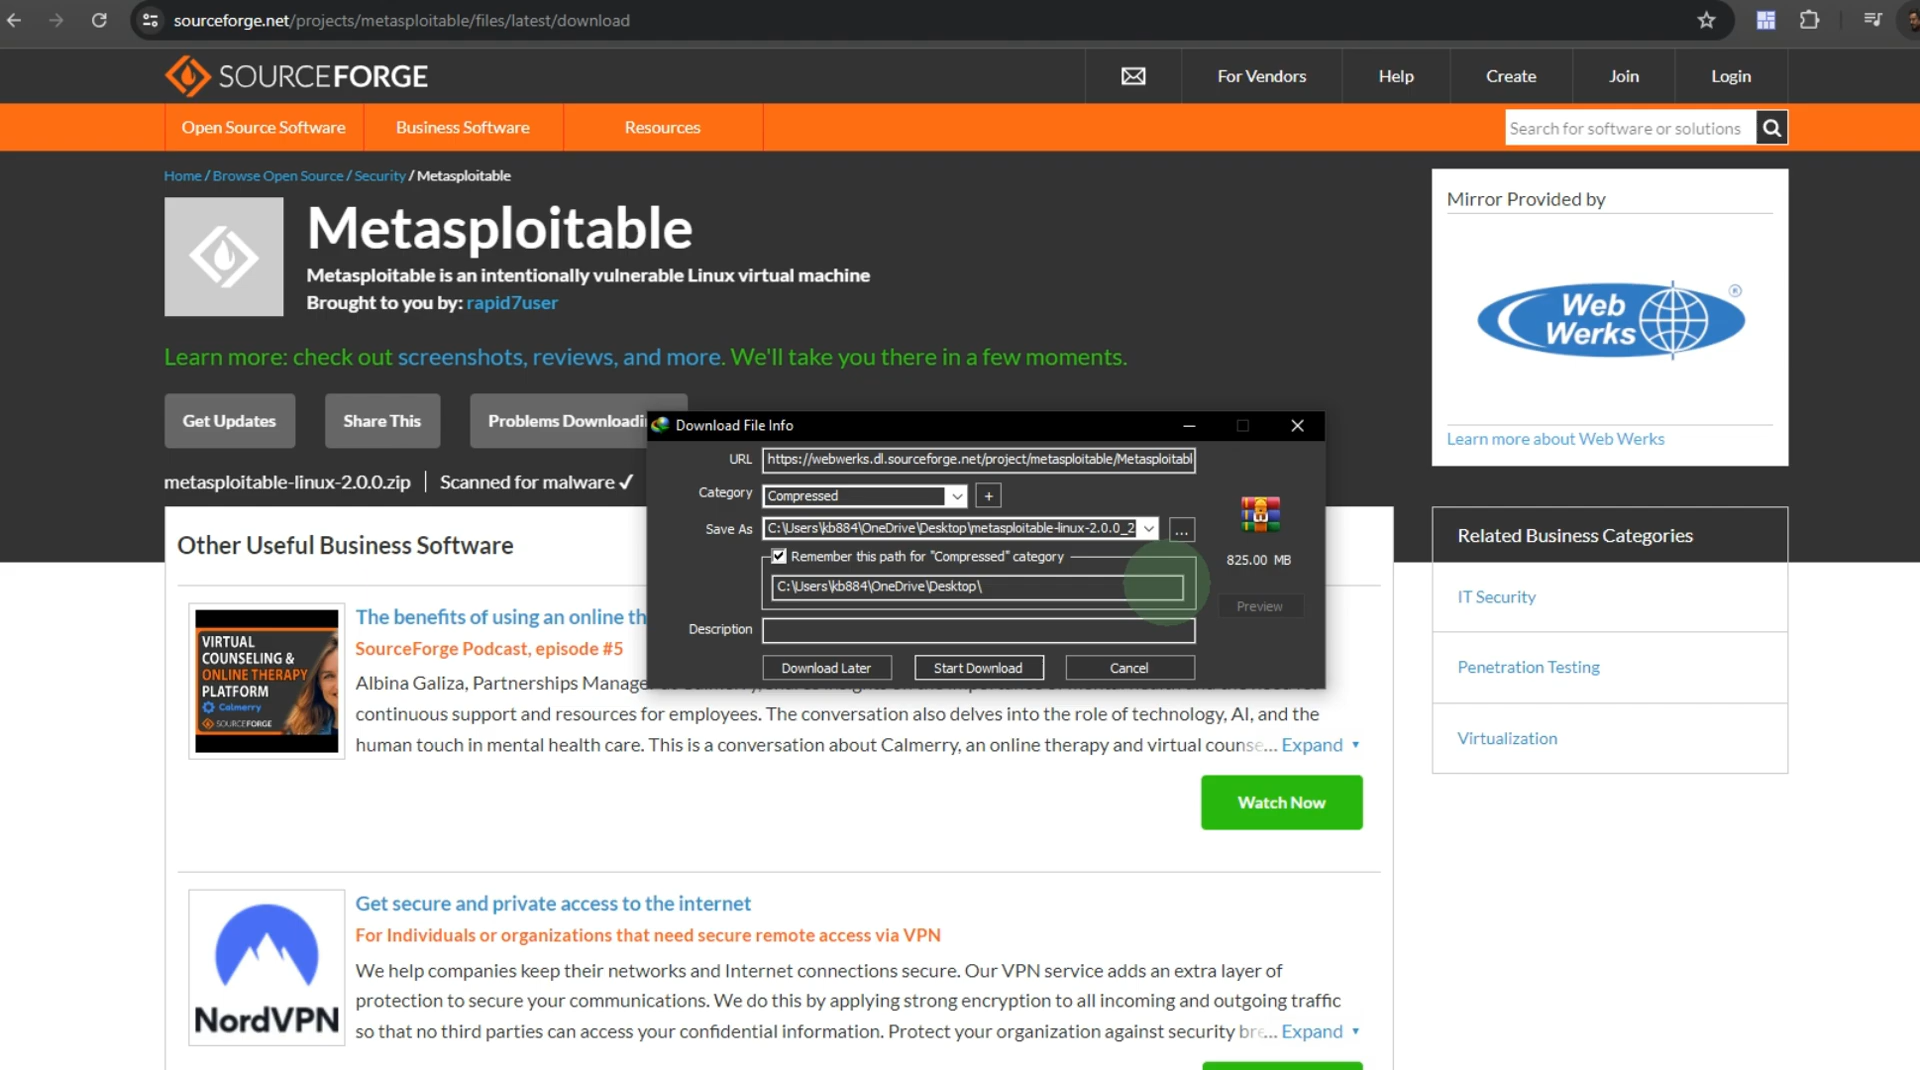 sourceforge.net/projects/metasploitable/files/latest/download
SOURCEFORGE
For Vendors
Help
Create
Join
Login
Open Source Software
Business Software
Resources
Search for software or solutions
Home / Browse Open Source / Security / Metasploitable
Metasploitable
Metasploitable is an intentionally vulnerable Linux virtual machine
Brought to you by: rapid7user
Mirror Provided by
Web
Werks
®
Learn more about Web Werks
Learn more: check out screenshots, reviews, and more. We'll take you there in a few moments.
Get Updates
Share This
Problems Downloadi
metasploitable-linux-2.0.0.zip
Scanned for malware ✓
Download File Info
URL
https://webwerks.dl.sourceforge.net/project/metasploitable/Metasploitabl
Category
Compressed
+
Save As
C:\Users\kb884\OneDrive\Desktop\metasploitable-linux-2.0.0_2
...
Remember this path for "Compressed" category
C:\Users\kb884\OneDrive\Desktop\
825.00 MB
Preview
Description
Download Later
Start Download
Cancel
Other Useful Business Software
VIRTUAL
COUNSELING &
ONLINE THERAPY
PLATFORM
Calmerry
SOURCEFORGE
The benefits of using an online th
SourceForge Podcast, episode #5
Albina Galiza, Partnerships Manage
continuous support and resources for employees. The conversation also delves into the role of technology, AI, and the
human touch in mental health care. This is a conversation about Calmerry, an online therapy and virtual counse... Expand
Watch Now
NordVPN
Get secure and private access to the internet
For Individuals or organizations that need secure remote access via VPN
We help companies keep their networks and Internet connections secure. Our VPN service adds an extra layer of
protection to secure your communications. We do this by applying strong encryption to all incoming and outgoing traffic
so that no third parties can access your confidential information. Protect your organization against security bre... Expand
Related Business Categories
IT Security
Penetration Testing
Virtualization